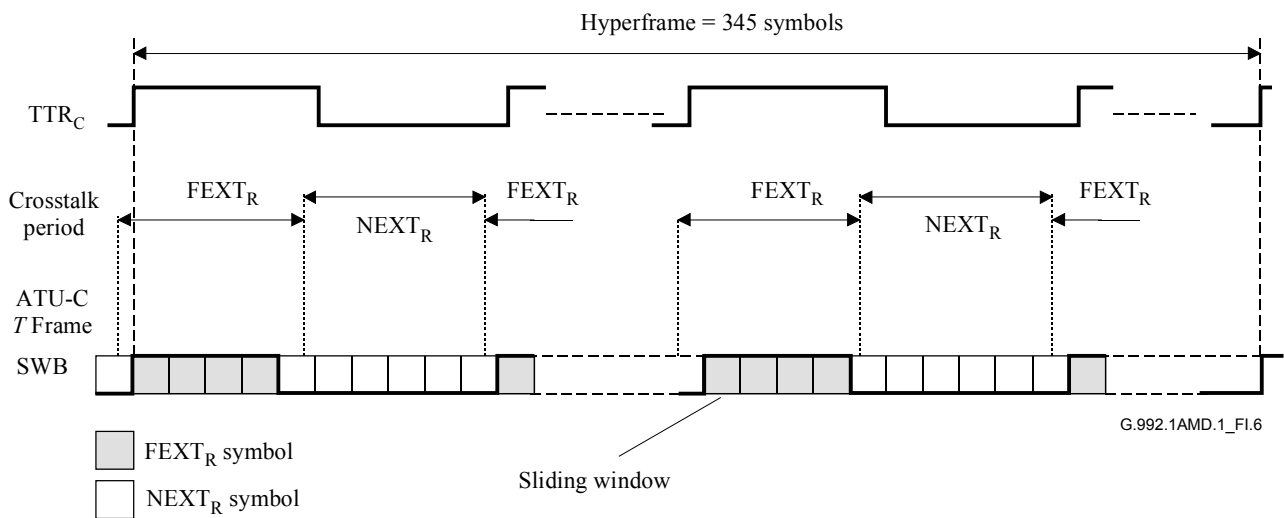 Hyperframe = 345 symbols
TTR_C
Crosstalk
period
FEXT_R
NEXT_R
FEXT_R
FEXT_R
NEXT_R
FEXT_R
ATU-C
T Frame
SWB
G.992.1AMD.1_FI.6
FEXT_R symbol
Sliding window
NEXT_R symbol